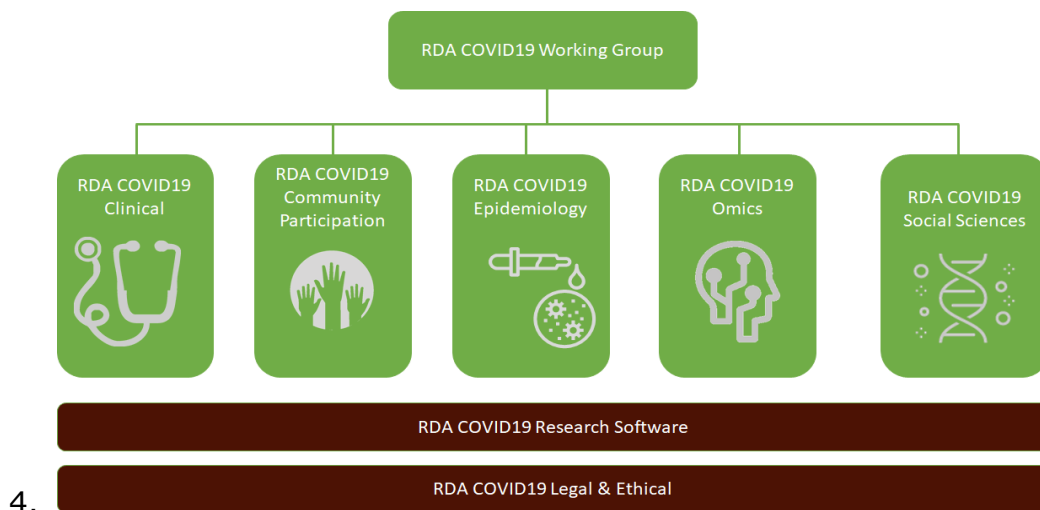 RDA COVID19 Working Group
RDA COVID19
Clinical
RDA COVID19
Community
Participation
RDA COVID19
Epidemiology
RDA COVID19
Omics
RDA COVID19
Social Sciences
RDA COVID19 Research Software
RDA COVID19 Legal & Ethical
4.